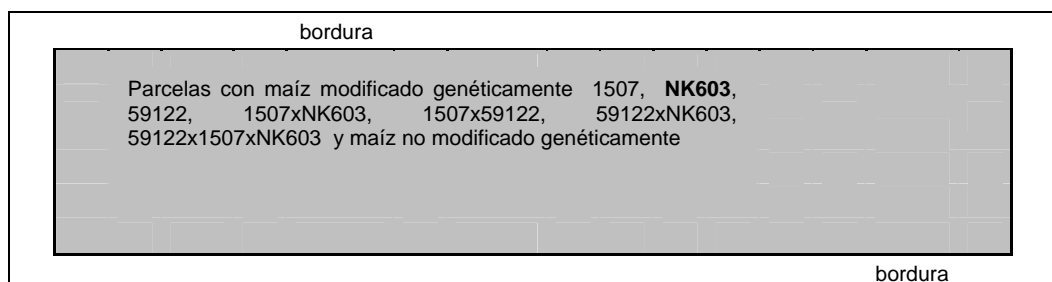 bordura
Parcelas con maíz modificado genéticamente 1507, NK603,
59122, 1507xNK603, 1507x59122, 59122xNK603,
59122x1507xNK603 y maíz no modificado genéticamente
bordura